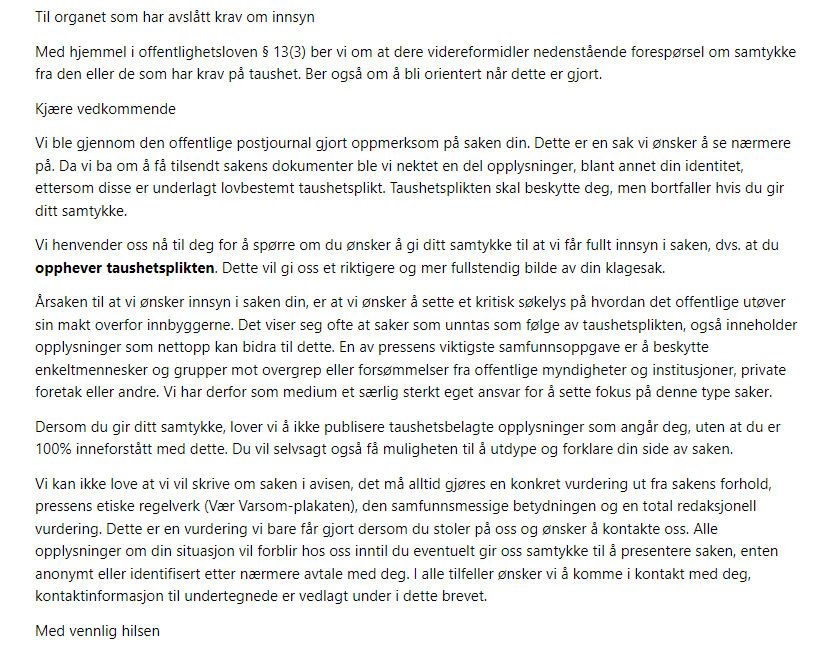 Til organet som har avslått krav om innsyn
Med hjemmel i offentlighetsloven § 13(3) ber vi om at dere videreformidler nedenstående forespørsel om samtykke
fra den eller de som har krav på taushet. Ber også om å bli orientert når dette er gjort.
Kjære vedkommende
Vi ble gjennom den offentlige postjournal gjort oppmerksom på saken din. Dette er en sak vi ønsker å se nærmere
på. Da vi ba om å få tilsendt sakens dokumenter ble vi nektet en del opplysninger, blant annet din identitet,
ettersom disse er underlagt lovbestemt taushetsplikt. Taushetsplikten skal beskytte deg, men bortfaller hvis du gir
ditt samtykke.
Vi henvender oss nå til deg for å spørre om du ønsker å gi ditt samtykke til at vi får fullt innsyn i saken, dvs. at du
opphever taushetsplikten. Dette vil gi oss et riktigere og mer fullstendig bilde av din klagesak.
Årsaken til at vi ønsker innsyn i saken din, er at vi ønsker å sette et kritisk søkelys på hvordan det offentlige utøver
sin makt overfor innbyggerne. Det viser seg ofte at saker som unntas som følge av taushetsplikten, også inneholder
opplysninger som nettopp kan bidra til dette. En av pressens viktigste samfunnsoppgave er å beskytte
enkeltmennesker og grupper mot overgrep eller forsømmelser fra offentlige myndigheter og institusjoner, private
foretak eller andre. Vi har derfor som medium et særlig sterkt eget ansvar for å sette fokus på denne type saker.
Dersom du gir ditt samtykke, lover vi å ikke publisere taushetsbelagte opplysninger som angår deg, uten at du er
100% inneforstått med dette. Du vil selvsagt også få muligheten til å utdype og forklare din side av saken.
Vi kan ikke love at vi vil skrive om saken i avisen, det må alltid gjøres en konkret vurdering ut fra sakens forhold,
pressens etiske regelverk (Vær Varsom-plakaten), den samfunnsmessige betydningen og en total redaksjonell
vurdering. Dette er en vurdering vi bare får gjort dersom du stoler på oss og ønsker å kontakte oss. Alle
opplysninger om din situasjon vil forblir hos oss inntil du eventuelt gir oss samtykke til å presentere saken, enten
anonymt eller identifisert etter nærmere avtale med deg. I alle tilfeller ønsker vi å komme i kontakt med deg,
kontaktinformasjon til undertegnede er vedlagt under i dette brevet.
Med vennlig hilsen